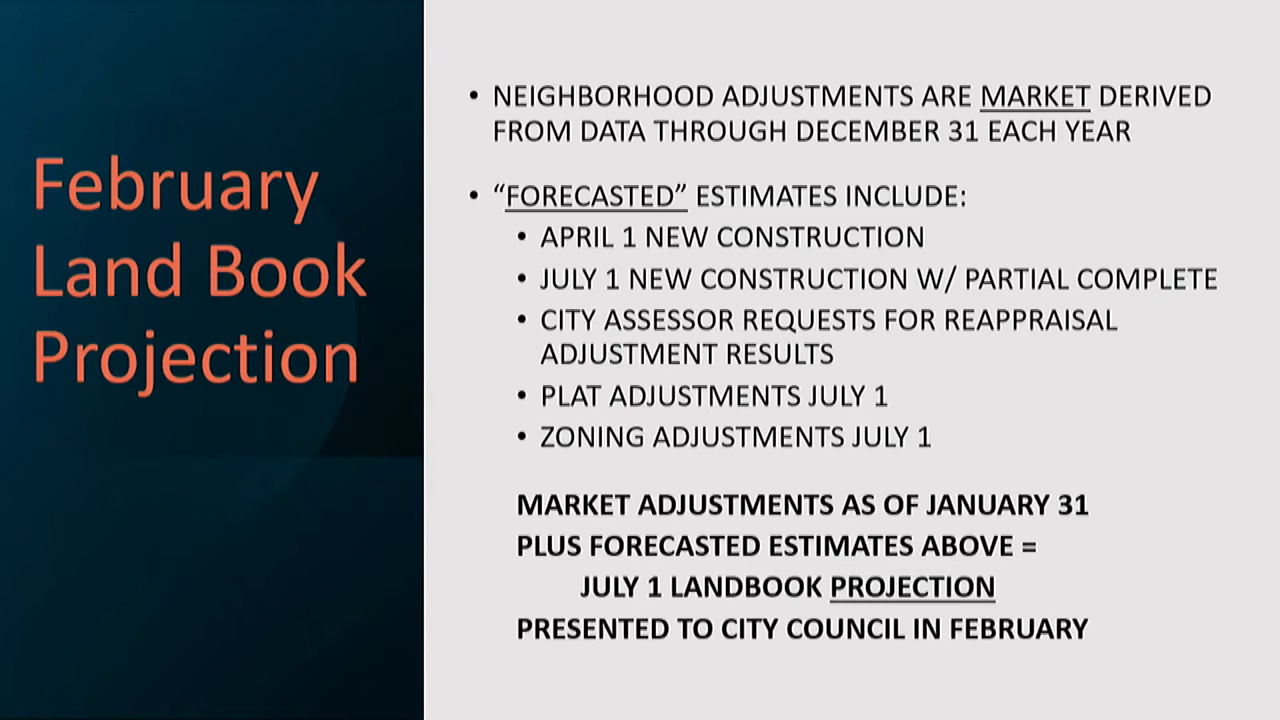 February
Land Book
Projection
• NEIGHBORHOOD ADJUSTMENTS ARE MARKET DERIVED
FROM DATA THROUGH DECEMBER 31 EACH YEAR
• “FORECASTED” ESTIMATES INCLUDE:
• APRIL 1 NEW CONSTRUCTION
• JULY 1 NEW CONSTRUCTION W/ PARTIAL COMPLETE
• CITY ASSESSOR REQUESTS FOR REAPPRAISAL
ADJUSTMENT RESULTS
• PLAT ADJUSTMENTS JULY 1
• ZONING ADJUSTMENTS JULY 1
MARKET ADJUSTMENTS AS OF JANUARY 31
PLUS FORECASTED ESTIMATES ABOVE =
JULY 1 LANDBOOK PROJECTION
PRESENTED TO CITY COUNCIL IN FEBRUARY